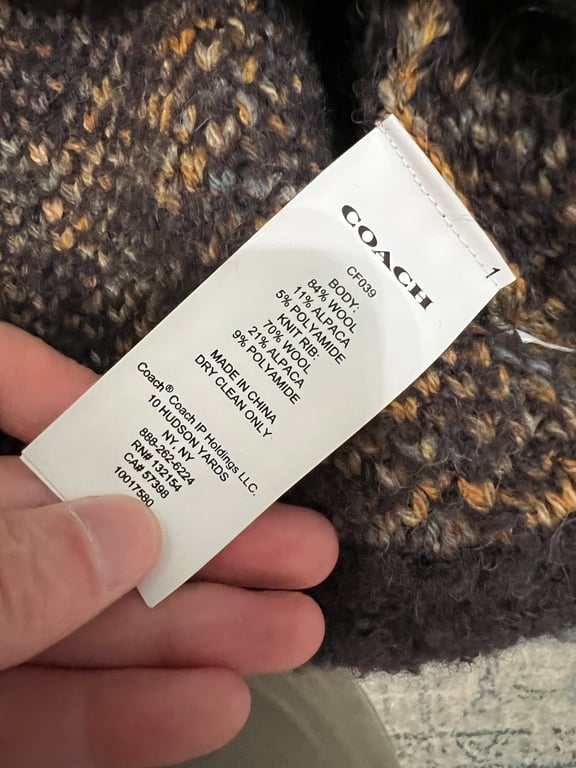 1
COACH
CF039
BODY:
84% WOOL
11% ALPACA
5% POLYAMIDE
KNIT RIB:
70% WOOL
21% ALPACA
9% POLYAMIDE
MADE IN CHINA
DRY CLEAN ONLY
Coach® Coach IP Holdings LLC.
10 HUDSON YARDS
NY, NY
886-262-6224
RN# 132154
CA# 57398
10017580